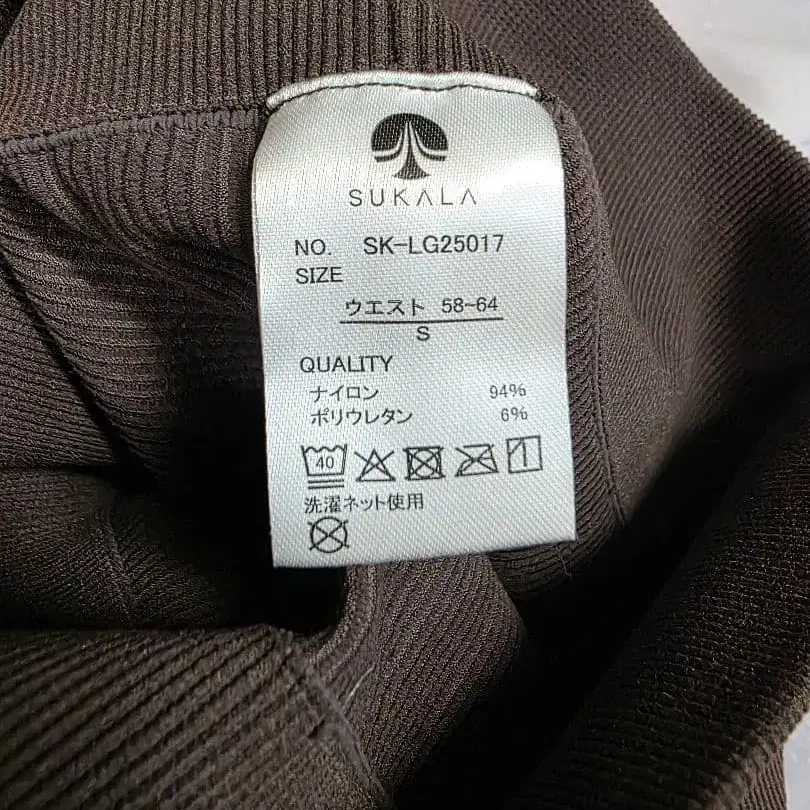 SUKALA
NO. SK-LG25017
SIZE
ウエスト 58~64
S
QUALITY
ナイロン 94%
ポリウレタン 6%
40
洗濯ネット使用